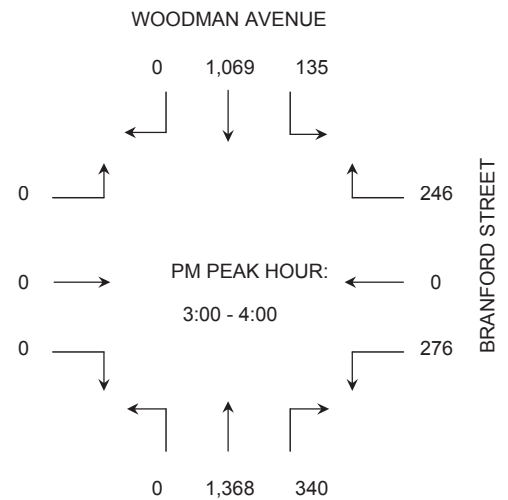 WOODMAN AVENUE
0 1,069 135
0 246
BRANFORD STREET
PM PEAK HOUR:
0 0
3:00 - 4:00
0 276
0 1,368 340